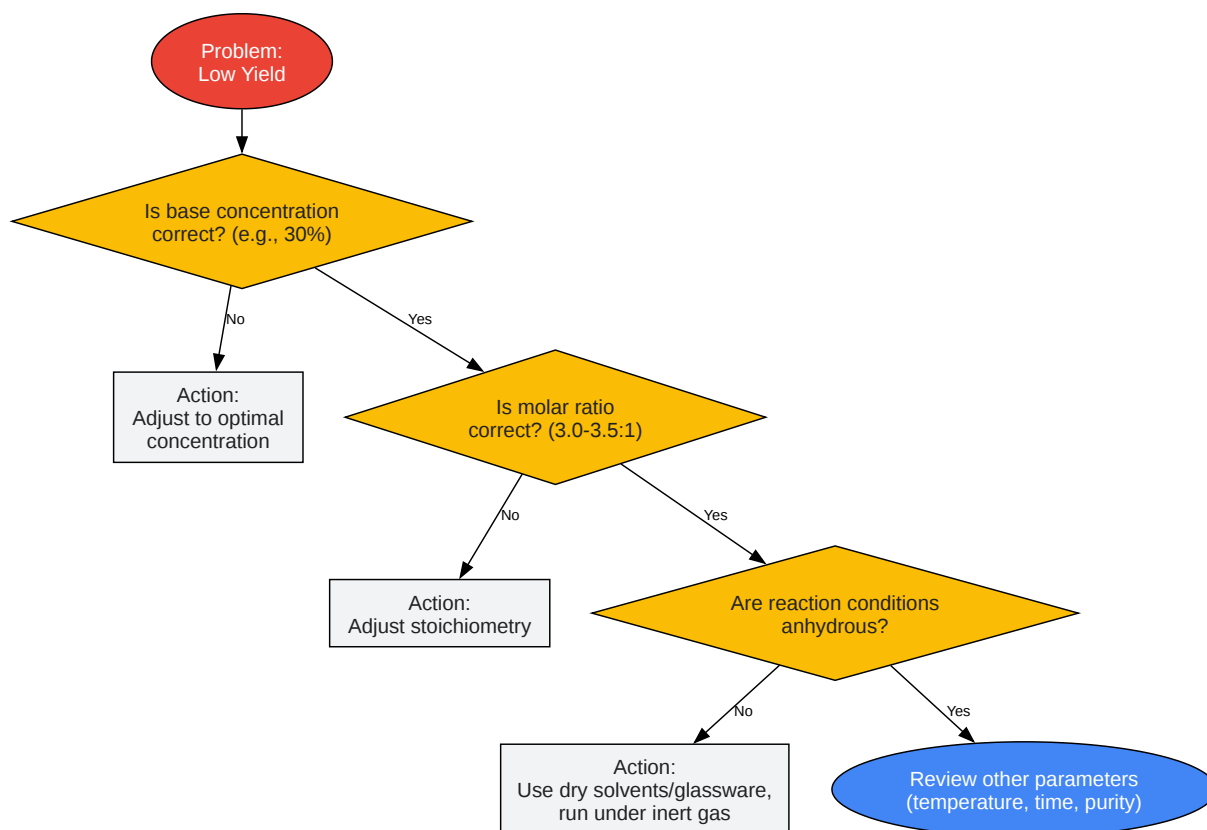 Problem:
Low Yield
Is base concentration
correct? (e.g., 30%)
No
Yes
Action:
Adjust to optimal
concentration
Is molar ratio
correct? (3.0-3.5:1)
No
Yes
Action:
Adjust stoichiometry
Are reaction conditions
anhydrous?
No
Yes
Action:
Use dry solvents/glassware,
run under inert gas
Review other parameters
(temperature, time, purity)